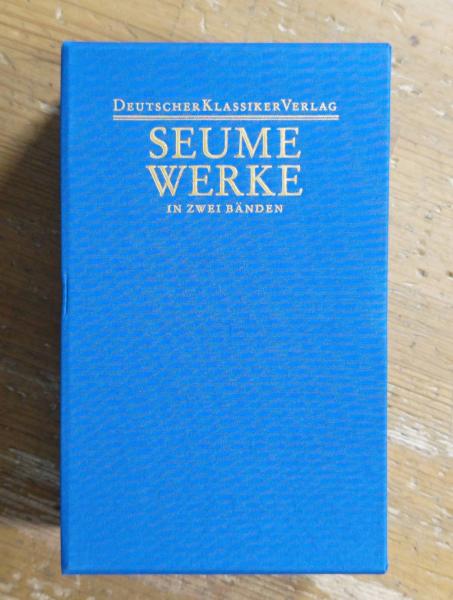 DEUTSCHERKLASSIKERVERLAG
SEUME
WERKE
IN ZWEI BÄNDEN